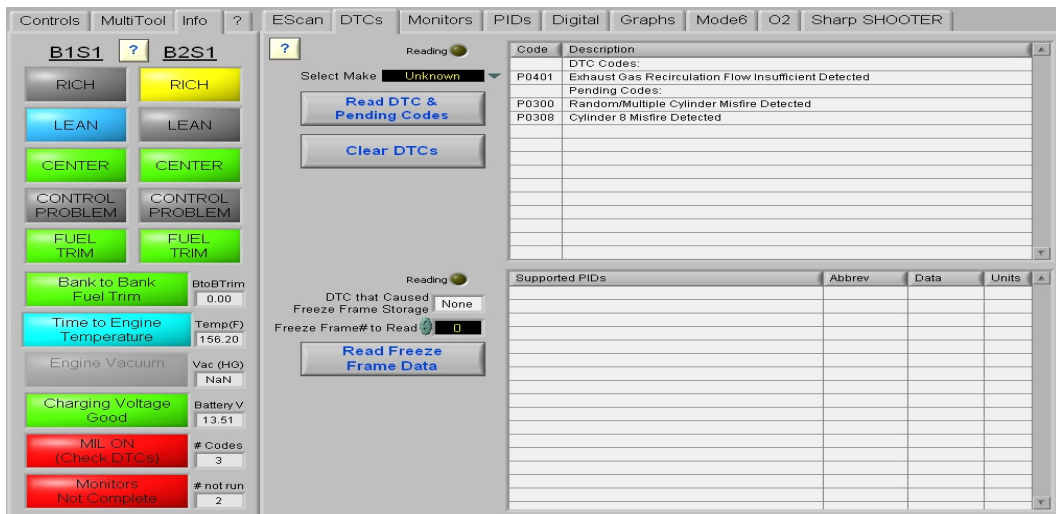 Controls MultiTool Info ? EScan DTCs Monitors PIDs Digital Graphs Mode6 O2 Sharp SHOOTER
B1S1 ? B2S1
RICH RICH
LEAN LEAN
CENTER CENTER
CONTROL PROBLEM CONTROL PROBLEM
FUEL TRIM FUEL TRIM
Bank to Bank Fuel Trim
BtoBTrim
0.00
Time to Engine Temperature
Temp(F)
156.20
Engine Vacuum
Vac (HG)
NaN
Charging Voltage Good
Battery V
13.51
MIL ON (Check DTCs)
# Codes
3
Monitors Not Complete
# not run
2
?
Reading
Select Make Unknown
Read DTC & Pending Codes
Clear DTCs
Code Description
DTC Codes:
P0401 Exhaust Gas Recirculation Flow Insufficient Detected
Pending Codes:
P0300 Random/Multiple Cylinder Misfire Detected
P0308 Cylinder 8 Misfire Detected
Reading
DTC that Caused Freeze Frame Storage None
Freeze Frame# to Read 0
Read Freeze Frame Data
Supported PIDs Abbrev Data Units